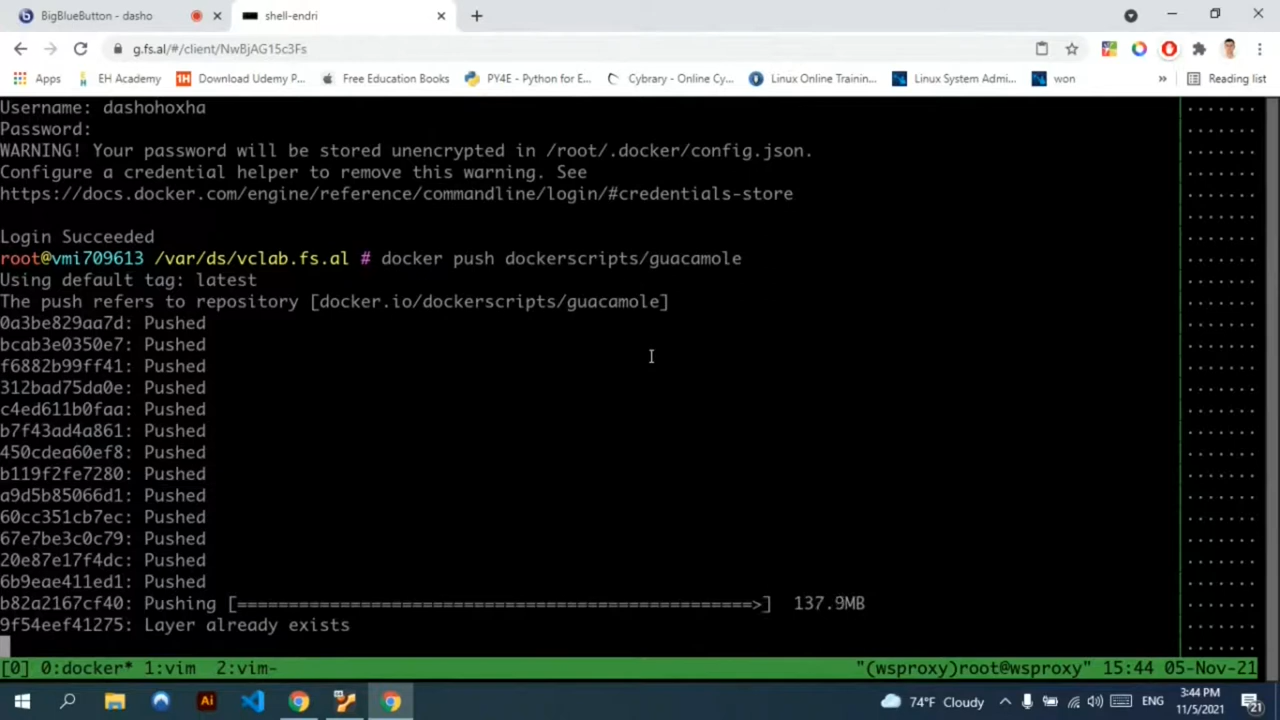 BigBlueButton - dasho
shell-endri
g.fs.al/#/client/NwBjAG15c3Fs
Apps
EH Academy
Download Udemy P...
Free Education Books
PY4E - Python for E...
Cybrary - Online Cy...
Linux Online Trainin...
Linux System Admi...
won
»
Reading list
Username: dashohoxha
Password:
WARNING! Your password will be stored unencrypted in /root/.docker/config.json.
Configure a credential helper to remove this warning. See
https://docs.docker.com/engine/reference/commandline/login/#credentials-store
Login Succeeded
root@vmi709613 /var/ds/vclab.fs.al # docker push dockerscripts/guacamole
Using default tag: latest
The push refers to repository [docker.io/dockerscripts/guacamole]
0a3be829aa7d: Pushed
bcab3e0350e7: Pushed
f6882b99ff41: Pushed
312bad75da0e: Pushed
c4ed611b0faa: Pushed
b7f43ad4a861: Pushed
450cdea60ef8: Pushed
b119f2fe7280: Pushed
a9d5b85066d1: Pushed
60cc351cb7ec: Pushed
67e7be3c0c79: Pushed
20e87e17f4dc: Pushed
6b9eae411ed1: Pushed
b82a2167cf40: Pushing [==================================================>]  137.9MB
9f54eef41275: Layer already exists
[0] 0:docker* 1:vim  2:vim-
"(wsproxy)root@wsproxy" 15:44 05-Nov-21
Ai
74°F Cloudy
ENG
3:44 PM
11/5/2021
21